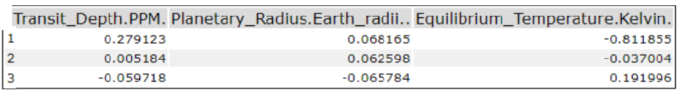 Transit_Depth.PPM. Planetary_Radius.Earth_radii.. Equilibrium_Temperature.Kelvin.
1 0.279123 0.068165 -0.811855
2 0.005184 0.062598 -0.037004
3 -0.059718 -0.065784 0.191996